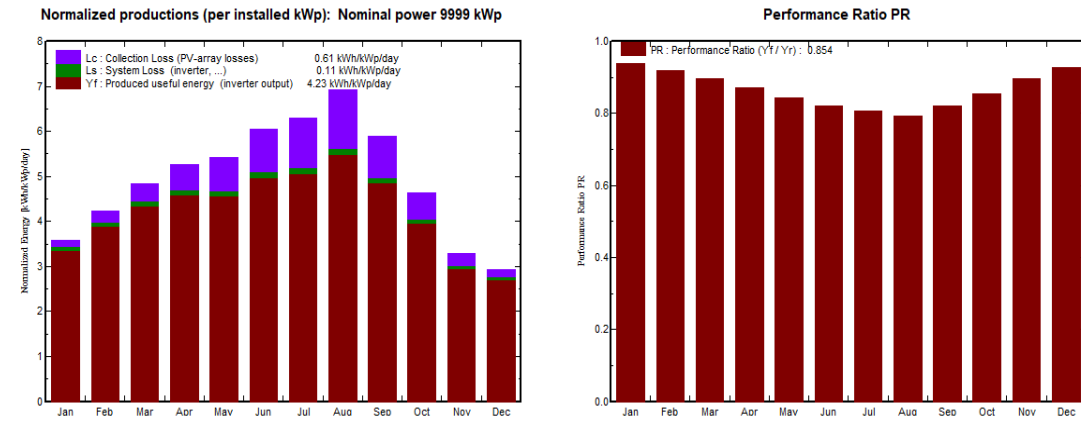 Normalized productions (per installed kWp): Nominal power 9999 kWp
8
7
6
5
4
3
2
1
0
Normalized Energy [kWh/kWp/day]
Lc : Collection Loss (PV-array losses) 0.61 kWh/kWp/day
Ls : System Loss (inverter, ...) 0.11 kWh/kWp/day
Yf : Produced useful energy (inverter output) 4.23 kWh/kWp/day
Jan Feb Mar Apr May Jun Jul Aug Sep Oct Nov Dec
Performance Ratio PR
1.0
0.8
0.6
0.4
0.2
0.0
Performance Ratio PR
PR : Performance Ratio (Yf / Yr) : 0.854
Jan Feb Mar Apr May Jun Jul Aug Sep Oct Nov Dec